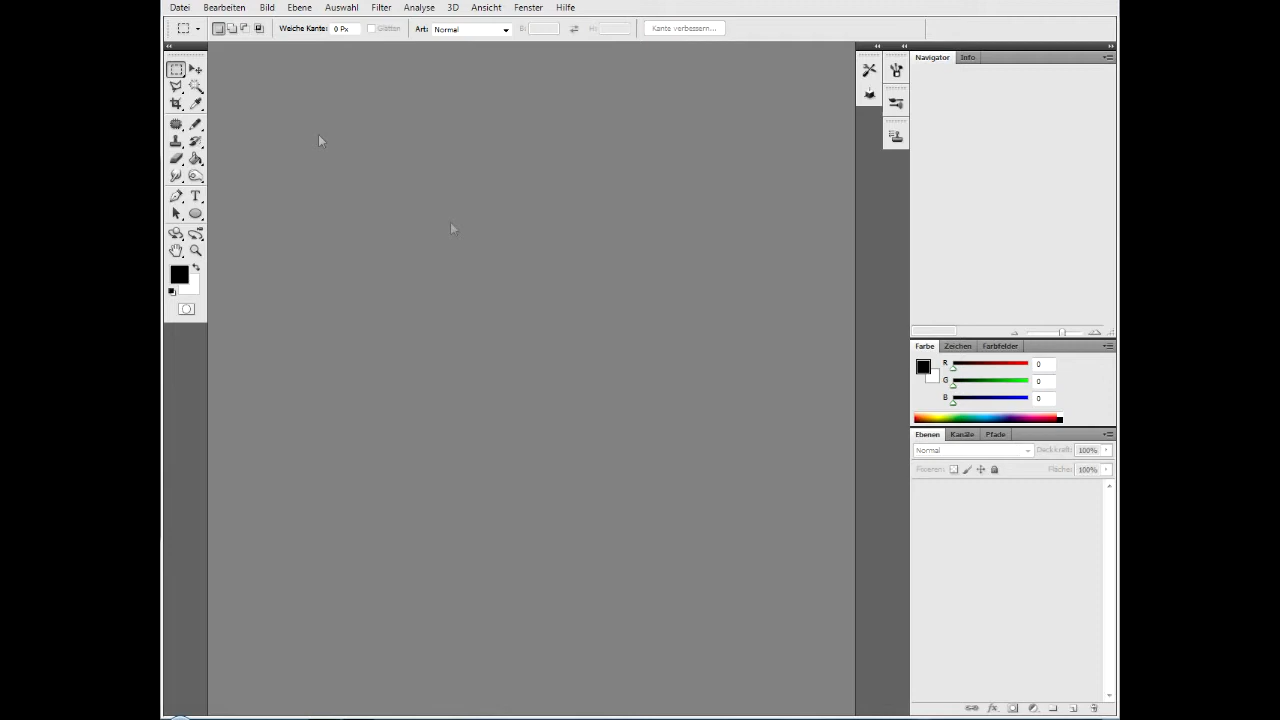 Datei Bearbeiten Bild Ebene Auswahl Filter Analyse 3D Ansicht Fenster Hilfe
Weiche Kante: 0 Px Glätten Art: Normal B: H: Kante verbessern...
Navigator Info
T
Farbe Zeichen Farbfelder
R 0
G 0
B 0
Ebenen Kanäle Pfade
Normal Deckkraft: 100%
Fixieren: Fläche: 100%
fx